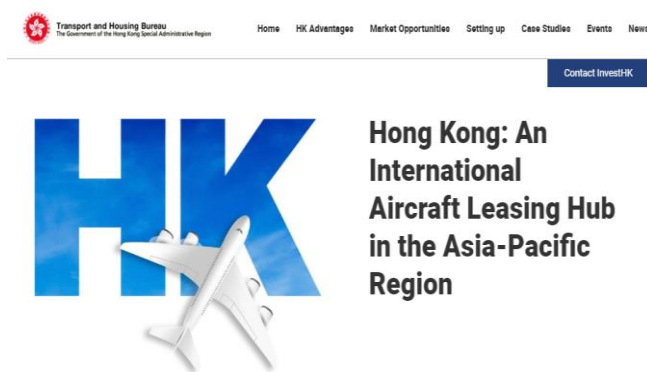 Transport and Housing Bureau
The Government of the Hong Kong Special Administrative Region
Home HK Advantages Market Opportunities Setting up Case Studies Events News
Contact InvestHK
HK
Hong Kong: An
International
Aircraft Leasing Hub
in the Asia-Pacific
Region